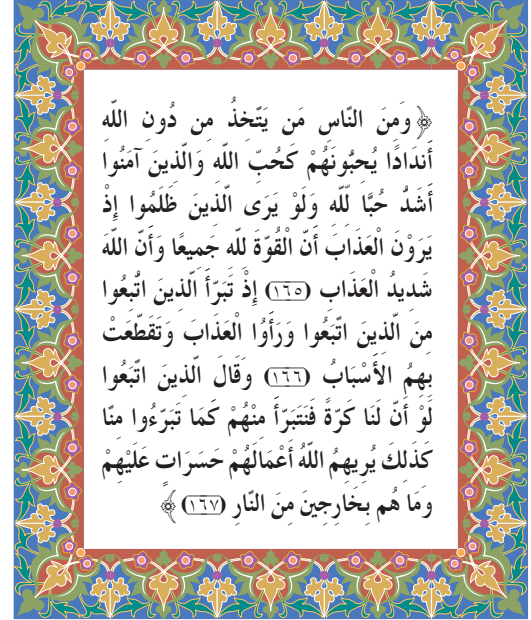 ﴿وَمِنَ النَّاسِ مَن يَتَّخِذُ مِن دُونِ اللّهِ
أَندَادًا يُحِبُّونَهُمْ كَحُبِّ اللّهِ وَالَّذِينَ آمَنُوا
أَشَدُّ حُبًّا لِّلّهِ وَلَوْ يَرَى الَّذِينَ ظَلَمُوا إِذْ
يَرَوْنَ الْعَذَابَ أَنَّ الْقُوَّةَ لِلّهِ جَمِيعًا وَأَنَّ اللّهَ
شَدِيدُ الْعَذَابِ (١٦٥) إِذْ تَبَرَّأَ الَّذِينَ اتُّبِعُوا
مِنَ الَّذِينَ اتَّبَعُوا وَرَأَوُا الْعَذَابَ وَتَقَطَّعَتْ
بِهِمُ الأَسْبَابُ (١٦٦) وَقَالَ الَّذِينَ اتَّبَعُوا
لَوْ أَنَّ لَنَا كَرَّةً فَنَتَبَرَّأَ مِنْهُمْ كَمَا تَبَرَّءُوا مِنَّا
كَذَلِكَ يُرِيهِمُ اللّهُ أَعْمَالَهُمْ حَسَرَاتٍ عَلَيْهِمْ
وَمَا هُم بِخَارِجِينَ مِنَ النَّارِ (١٦٧)﴾